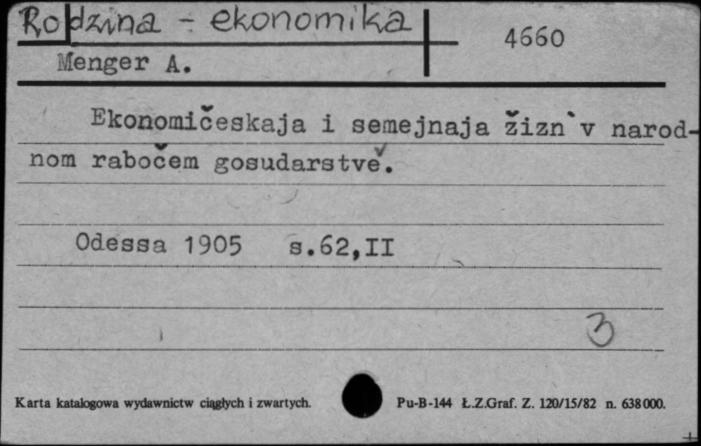 Rodzina - ekonomika
4660
Menger A.
Ekonomičeskaja i semejnaja žizn`v narod-
nom rabočem gosudarstvě.
Odessa 1905 s.62,II
3
Karta katalogowa wydawnictw ciągłych i zwartych.
Pu-B-144 Ł.Z.Graf. Z. 120/15/82 n. 638000.